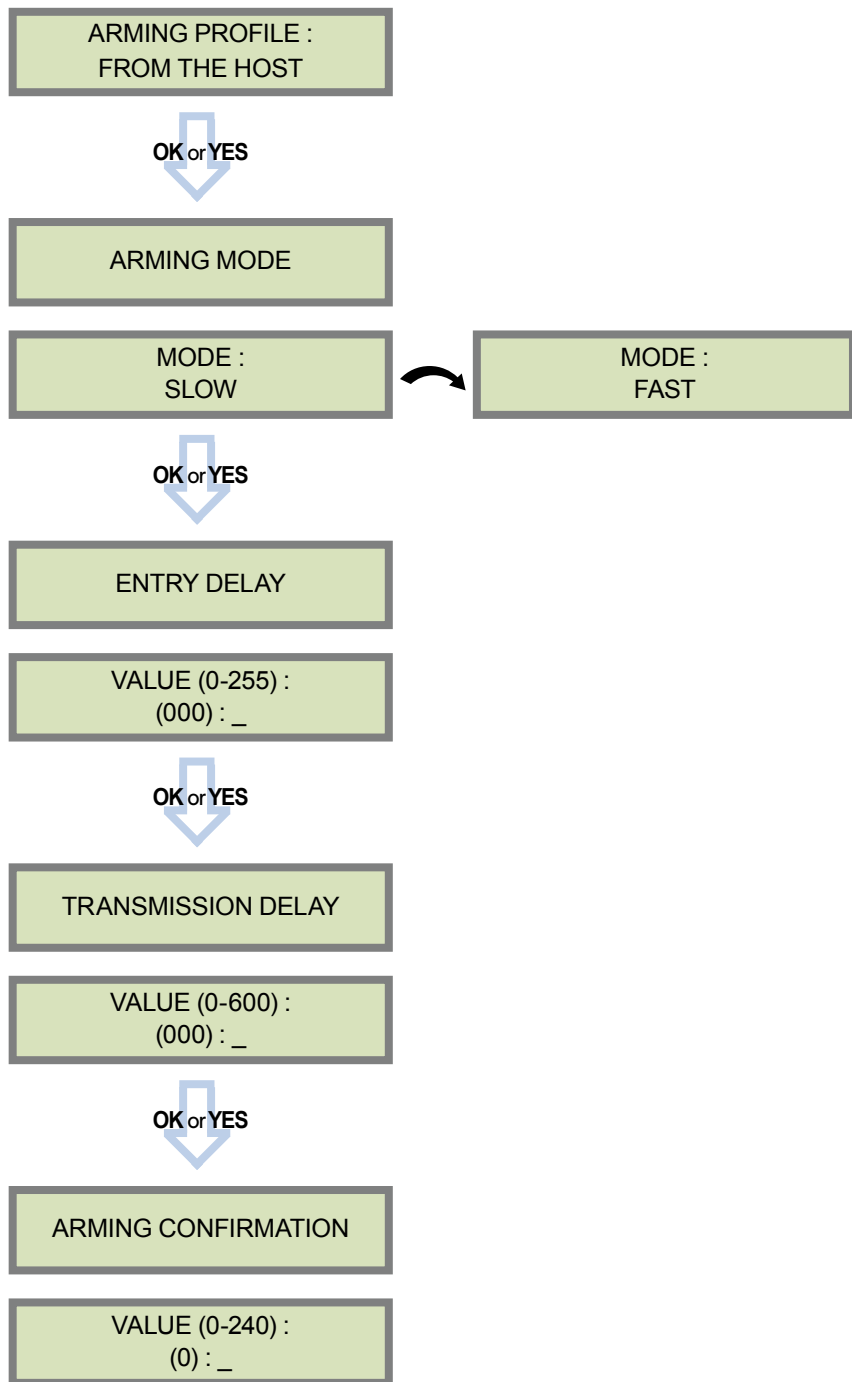 ARMING PROFILE :
FROM THE HOST
OK or YES
ARMING MODE
MODE :
SLOW
MODE :
FAST
OK or YES
ENTRY DELAY
VALUE (0-255) :
(000) : _
OK or YES
TRANSMISSION DELAY
VALUE (0-600) :
(000) : _
OK or YES
ARMING CONFIRMATION
VALUE (0-240) :
(0) : _